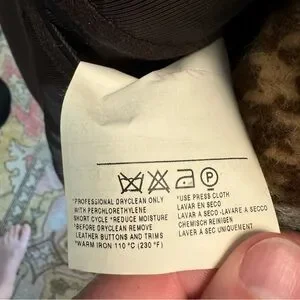 P
*PROFESSIONAL DRYCLEAN ONLY
WITH PERCHLORETHYLENE
SHORT CYCLE *REDUCE MOISTURE
*BEFORE DRYCLEAN REMOVE
LEATHER BUTTONS AND TRIMS
*WARM IRON 110 °C (230 °F)
*USE PRESS CLOTH
LAVAR EN SECO
LAVAR A SECO -LAVARE A SECCO
CHEMISCH REINIGEN
LAVER A SEC UNIQUEMENT